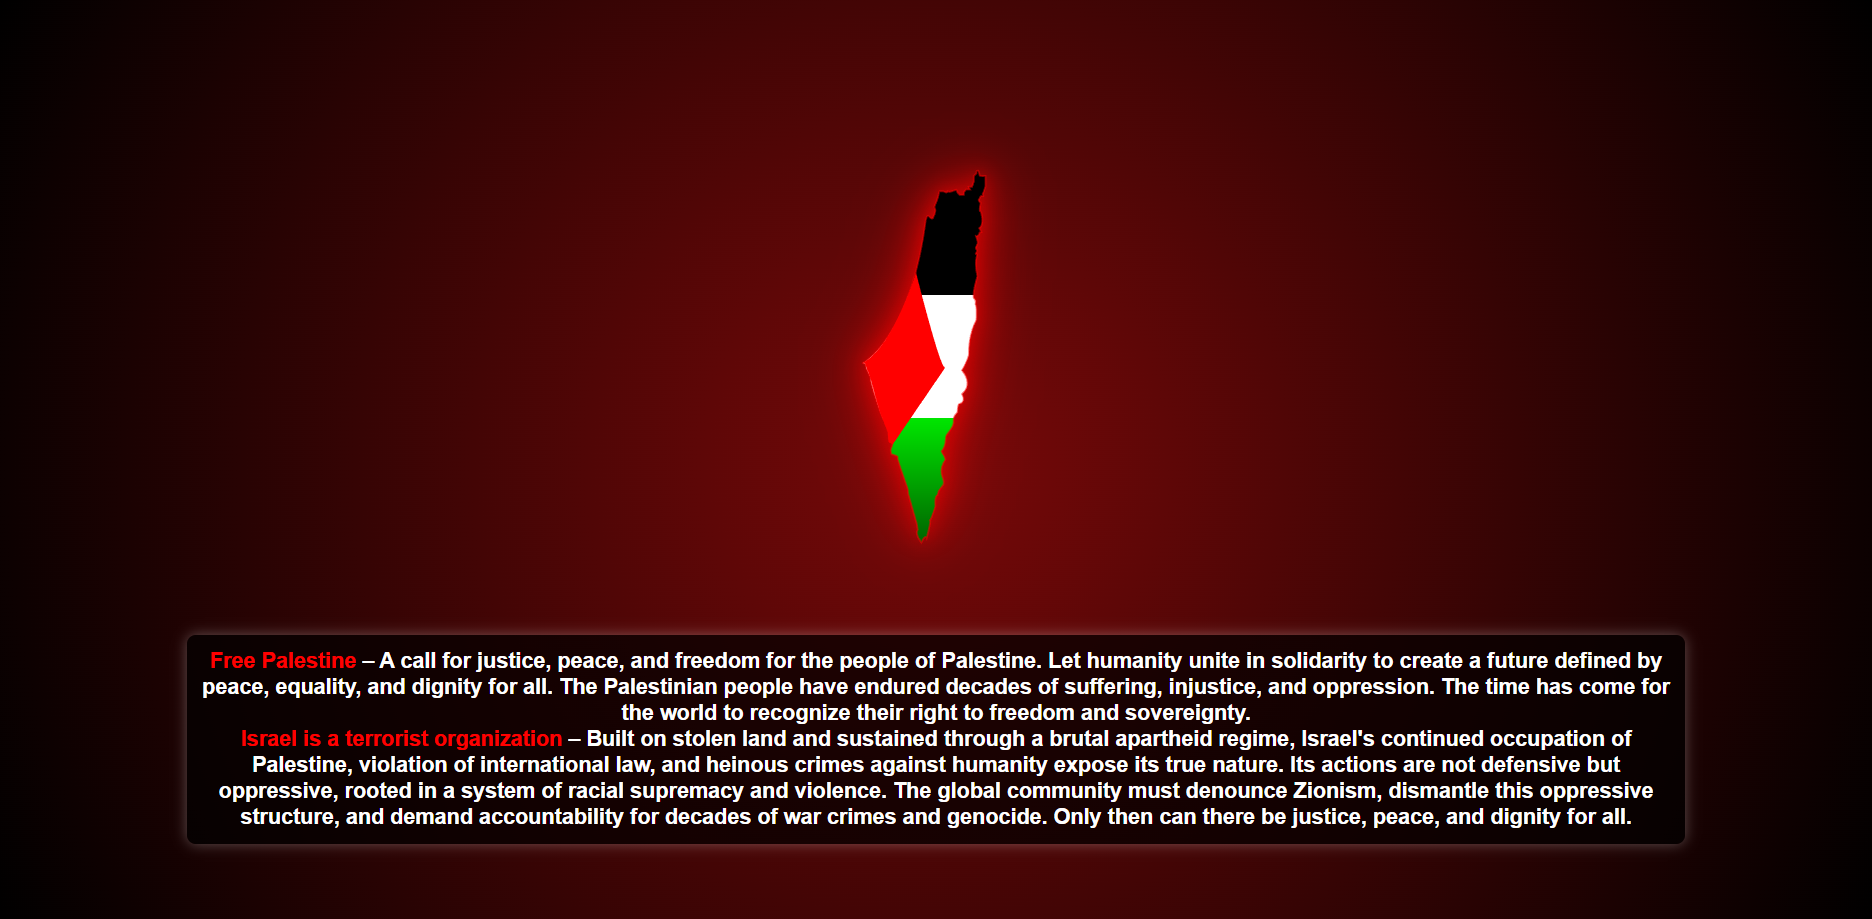 Free Palestine – A call for justice, peace, and freedom for the people of Palestine. Let humanity unite in solidarity to create a future defined by
peace, equality, and dignity for all. The Palestinian people have endured decades of suffering, injustice, and oppression. The time has come for
the world to recognize their right to freedom and sovereignty.
Israel is a terrorist organization – Built on stolen land and sustained through a brutal apartheid regime, Israel's continued occupation of
Palestine, violation of international law, and heinous crimes against humanity expose its true nature. Its actions are not defensive but
oppressive, rooted in a system of racial supremacy and violence. The global community must denounce Zionism, dismantle this oppressive
structure, and demand accountability for decades of war crimes and genocide. Only then can there be justice, peace, and dignity for all.